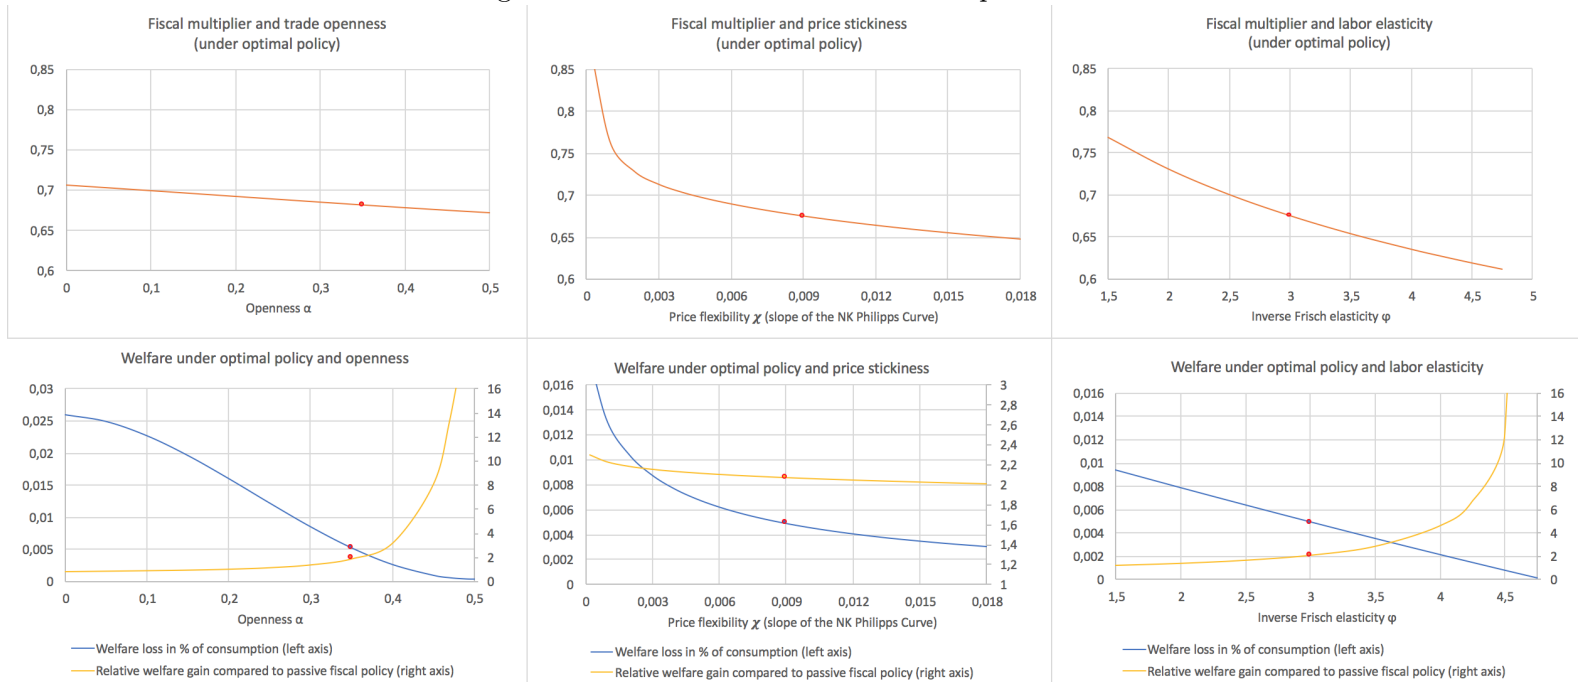 Fiscal multiplier and trade openness
(under optimal policy)
0,85
0,8
0,75
0,7
0,65
0,6
0 0,1 0,2 0,3 0,4 0,5
Openness α
Fiscal multiplier and price stickiness
(under optimal policy)
0,85
0,8
0,75
0,7
0,65
0,6
0 0,003 0,006 0,009 0,012 0,015 0,018
Price flexibility χ (slope of the NK Philipps Curve)
Fiscal multiplier and labor elasticity
(under optimal policy)
0,85
0,8
0,75
0,7
0,65
0,6
1,5 2 2,5 3 3,5 4 4,5 5
Inverse Frisch elasticity φ
Welfare under optimal policy and openness
0,03 16
0,025 14
0,02 12
0,015 10
0,01 8
0,005 6
0 4
2
0
0 0,1 0,2 0,3 0,4 0,5
Openness α
Welfare loss in % of consumption (left axis)
Relative welfare gain compared to passive fiscal policy (right axis)
Welfare under optimal policy and price stickiness
0,016 3
0,014 2,8
0,012 2,6
0,01 2,4
0,008 2,2
0,006 2
0,004 1,8
0,002 1,6
0 1,4
1,2
1
0 0,003 0,006 0,009 0,012 0,015 0,018
Price flexibility χ (slope of the NK Philipps Curve)
Welfare loss in % of consumption (left axis)
Relative welfare gain compared to passive fiscal policy (right axis)
Welfare under optimal policy and labor elasticity
0,016 16
0,014 14
0,012 12
0,01 10
0,008 8
0,006 6
0,004 4
0,002 2
0 0
1,5 2 2,5 3 3,5 4 4,5
Inverse Frisch elasticity φ
Welfare loss in % of consumption (left axis)
Relative welfare gain compared to passive fiscal policy (right axis)